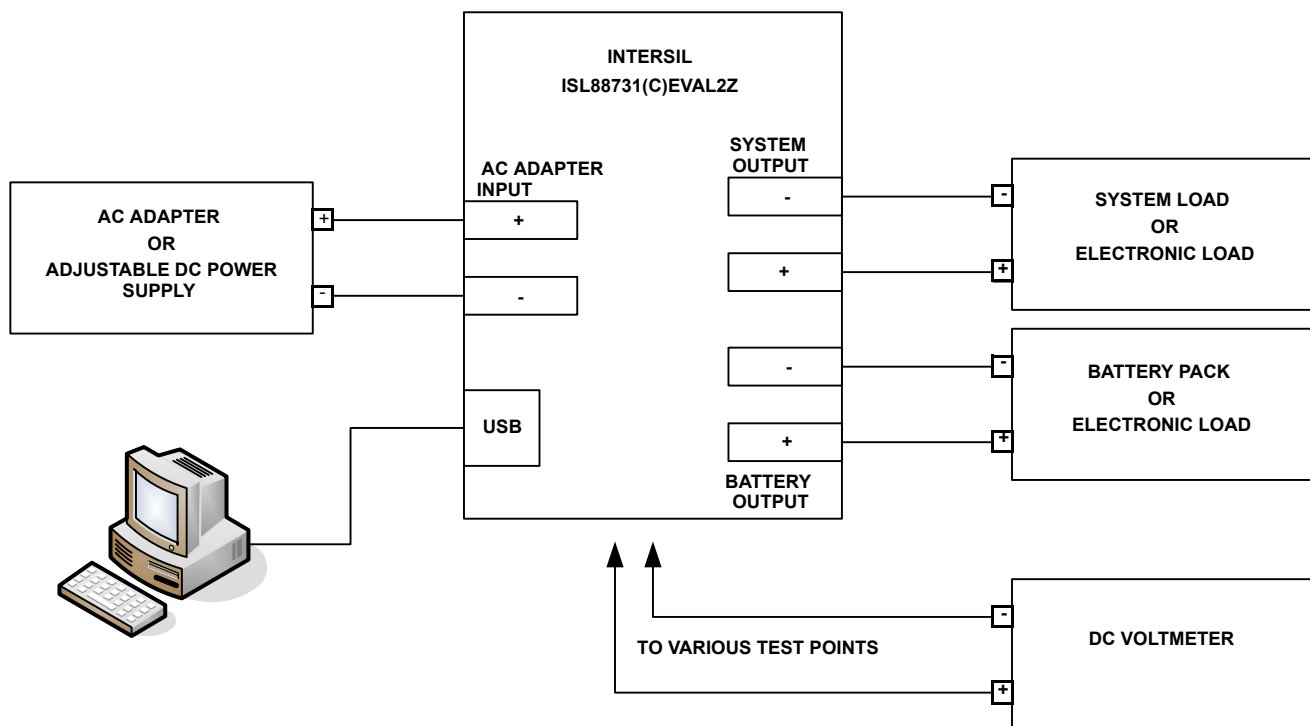 INTERSIL
ISL88731(C)EVAL2Z
AC ADAPTER
INPUT
+
-
USB
SYSTEM
OUTPUT
-
+
-
+
BATTERY
OUTPUT
AC ADAPTER
OR
ADJUSTABLE DC POWER
SUPPLY
+
-
-
+
SYSTEM LOAD
OR
ELECTRONIC LOAD
-
+
BATTERY PACK
OR
ELECTRONIC LOAD
TO VARIOUS TEST POINTS
-
+
DC VOLTMETER